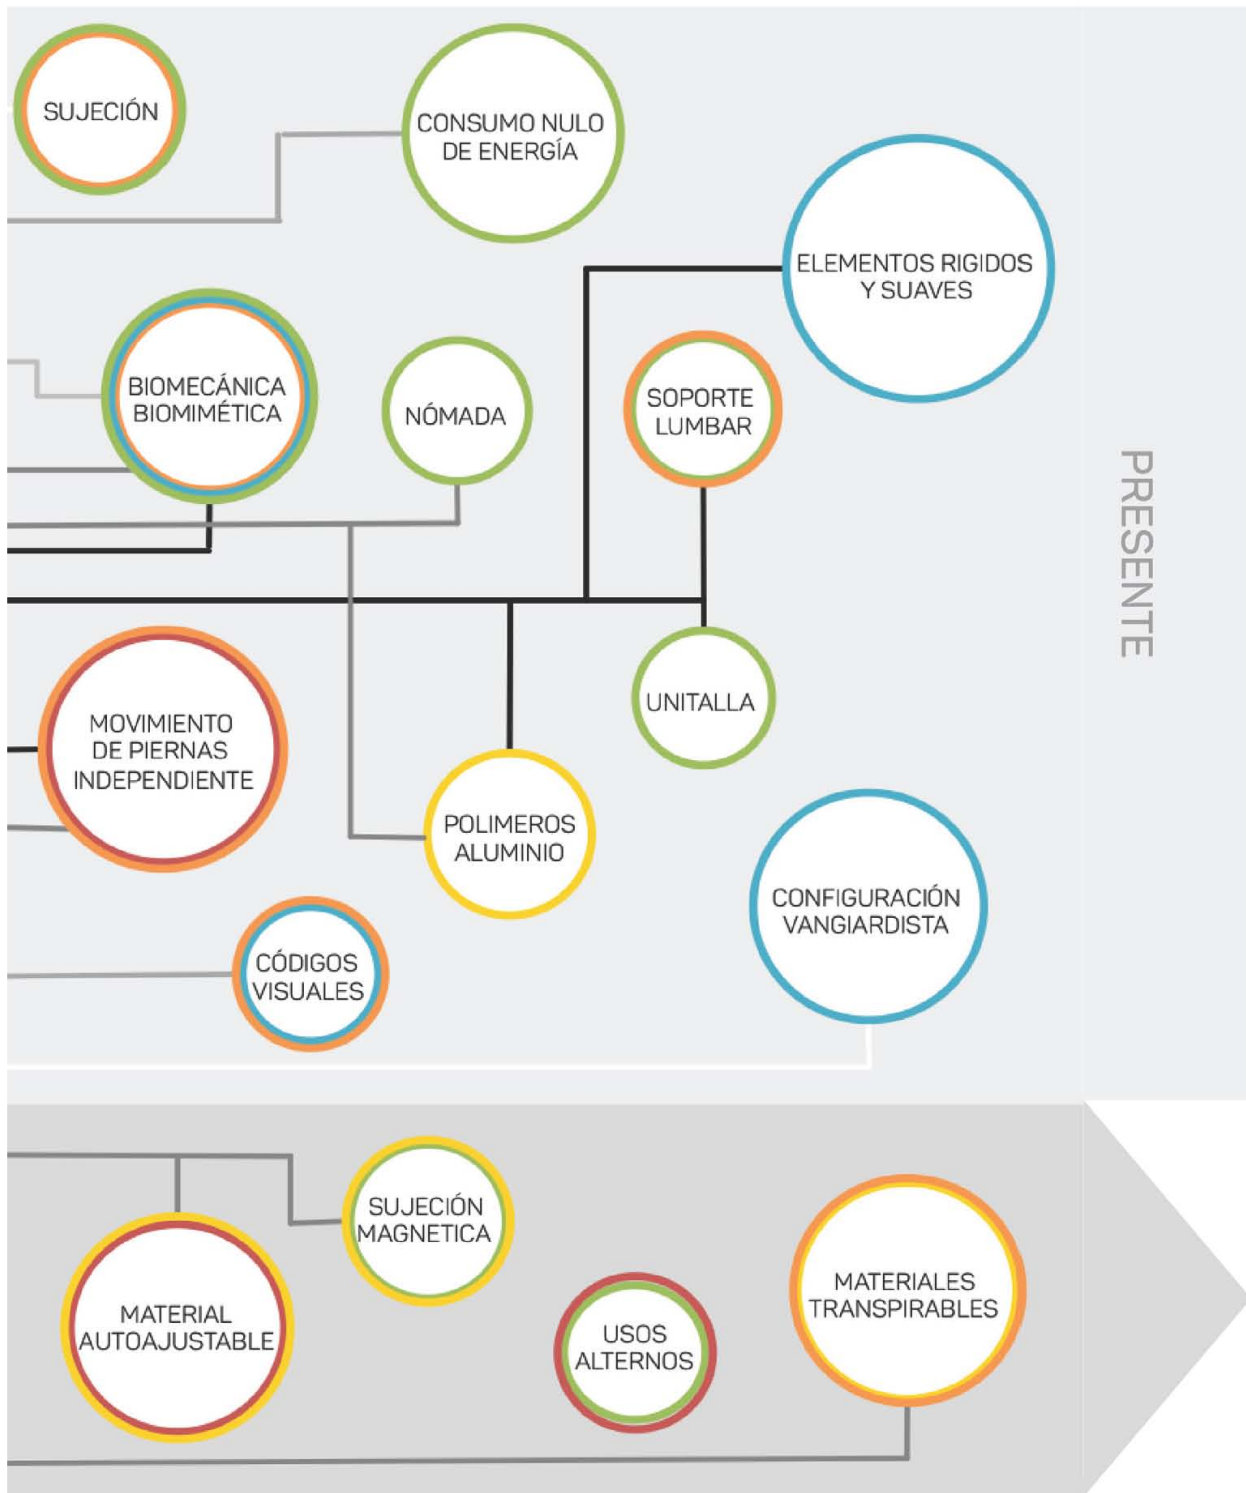 SUJECIÓN
CONSUMO NULO
DE ENERGÍA
ELEMENTOS RIGIDOS
Y SUAVES
BIOMECÁNICA
BIOMIMÉTICA
NÓMADA
SOPORTE
LUMBAR
PRESENTE
MOVIMIENTO
DE PIERNAS
INDEPENDIENTE
UNITALLA
POLIMEROS
ALUMINIO
CONFIGURACIÓN
VANGIARDISTA
CÓDIGOS
VISUALES
SUJECIÓN
MAGNETICA
MATERIAL
AUTOAJUSTABLE
USOS
ALTERNOS
MATERIALES
TRANSPIRABLES